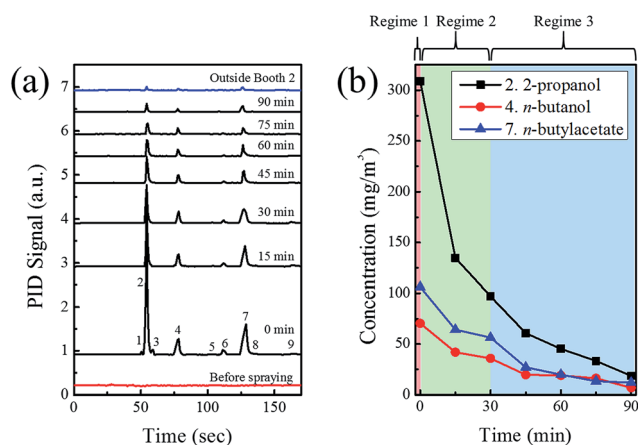 Regime 1 Regime 2 Regime 3
(a)
Outside Booth 2
90 min
75 min
60 min
45 min
30 min
15 min
0 min
Before spraying
1 2 3 4 5 6 7 8 9
7
6
5
4
3
2
1
0
PID Signal (a.u.)
0 50 100 150
Time (sec)
(b)
2. 2-propanol
4. n-butanol
7. n-butylacetate
300
250
200
150
100
50
0
Concentration (mg/m³)
0 30 60 90
Time (min)